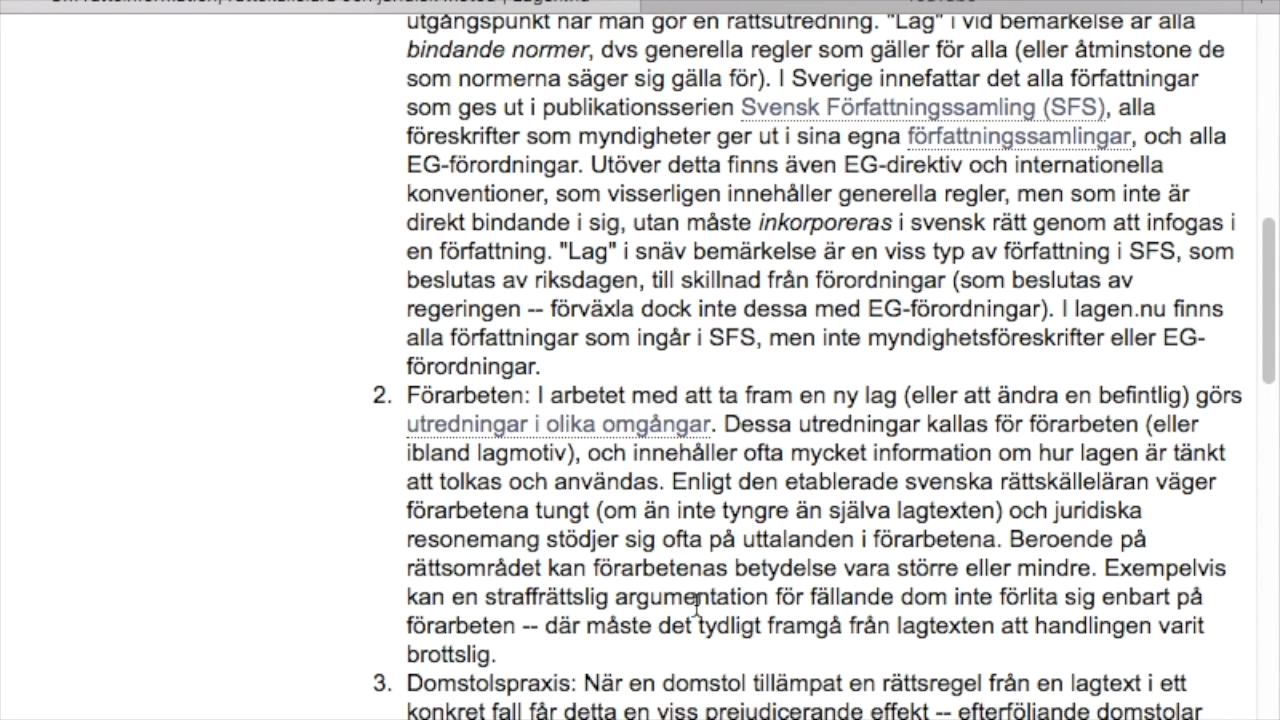 utgångspunkt när man gör en rättsutredning. "Lag" i vid bemärkelse är alla
bindande normer, dvs generella regler som gäller för alla (eller åtminstone de
som normerna säger sig gälla för). I Sverige innefattar det alla författningar
som ges ut i publikationsserien Svensk Författningssamling (SFS), alla
föreskrifter som myndigheter ger ut i sina egna författningssamlingar, och alla
EG-förordningar. Utöver detta finns även EG-direktiv och internationella
konventioner, som visserligen innehåller generella regler, men som inte är
direkt bindande i sig, utan måste inkorporeras i svensk rätt genom att infogas i
en författning. "Lag" i snäv bemärkelse är en viss typ av författning i SFS, som
beslutas av riksdagen, till skillnad från förordningar (som beslutas av
regeringen -- förväxla dock inte dessa med EG-förordningar). I lagen.nu finns
alla författningar som ingår i SFS, men inte myndighetsföreskrifter eller EG-
förordningar.
2. Förarbeten: I arbetet med att ta fram en ny lag (eller att ändra en befintlig) görs
utredningar i olika omgångar. Dessa utredningar kallas för förarbeten (eller
ibland lagmotiv), och innehåller ofta mycket information om hur lagen är tänkt
att tolkas och användas. Enligt den etablerade svenska rättskälleläran väger
förarbetena tungt (om än inte tyngre än själva lagtexten) och juridiska
resonemang stödjer sig ofta på uttalanden i förarbetena. Beroende på
rättsområdet kan förarbetenas betydelse vara större eller mindre. Exempelvis
kan en straffrättslig argumentation för fällande dom inte förlita sig enbart på
förarbeten -- där måste det tydligt framgå från lagtexten att handlingen varit
brottslig.
3. Domstolspraxis: När en domstol tillämpat en rättsregel från en lagtext i ett
konkret fall får detta en viss prejudicerande effekt -- efterföljande domstolar